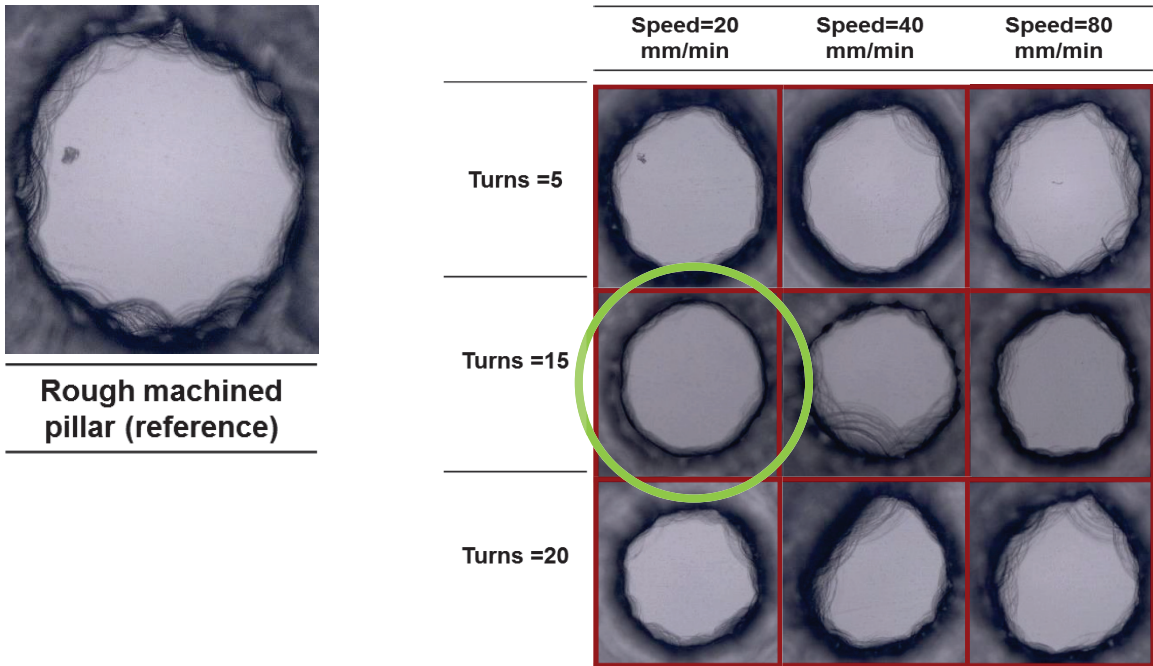 Speed=20
mm/min
Speed=40
mm/min
Speed=80
mm/min
Turns =5
Turns =15
Rough machined
pillar (reference)
Turns =20